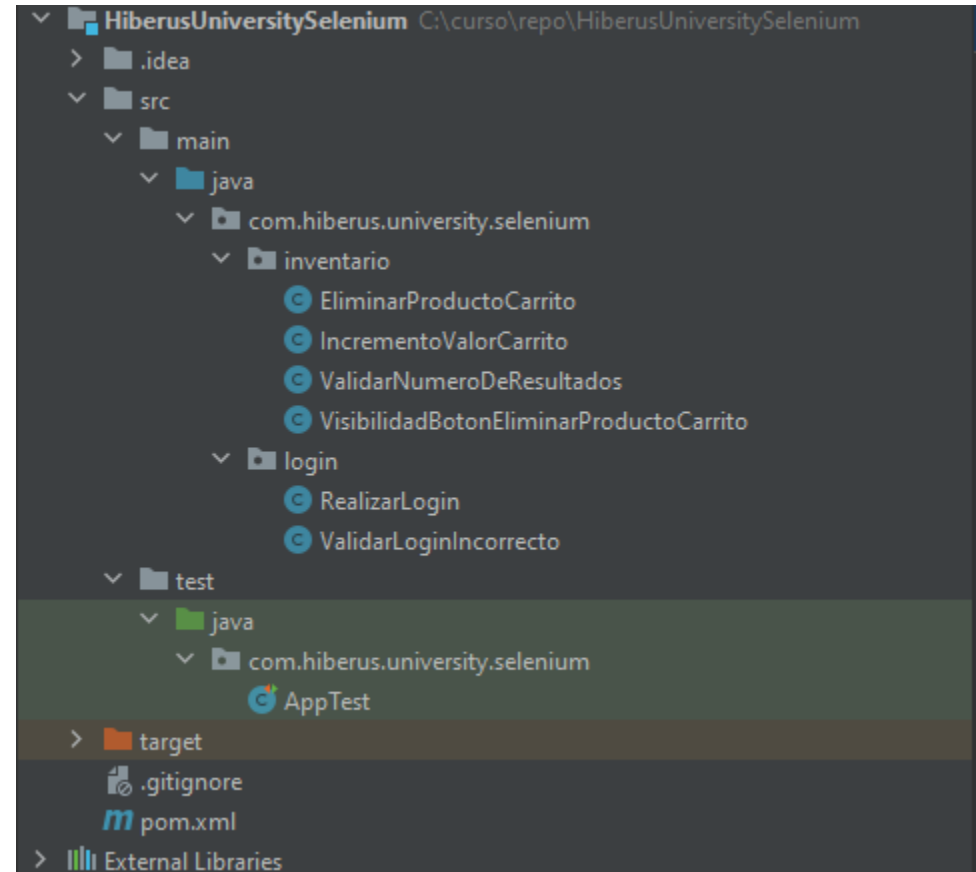 HiberusUniversitySelenium C:\curso\repo\HiberusUniversitySelenium
.idea
src
main
java
com.hiberus.university.selenium
inventario
EliminarProductoCarrito
IncrementoValorCarrito
ValidarNumeroDeResultados
VisibilidadBotonEliminarProductoCarrito
login
RealizarLogin
ValidarLoginIncorrecto
test
java
com.hiberus.university.selenium
AppTest
target
.gitignore
pom.xml
External Libraries